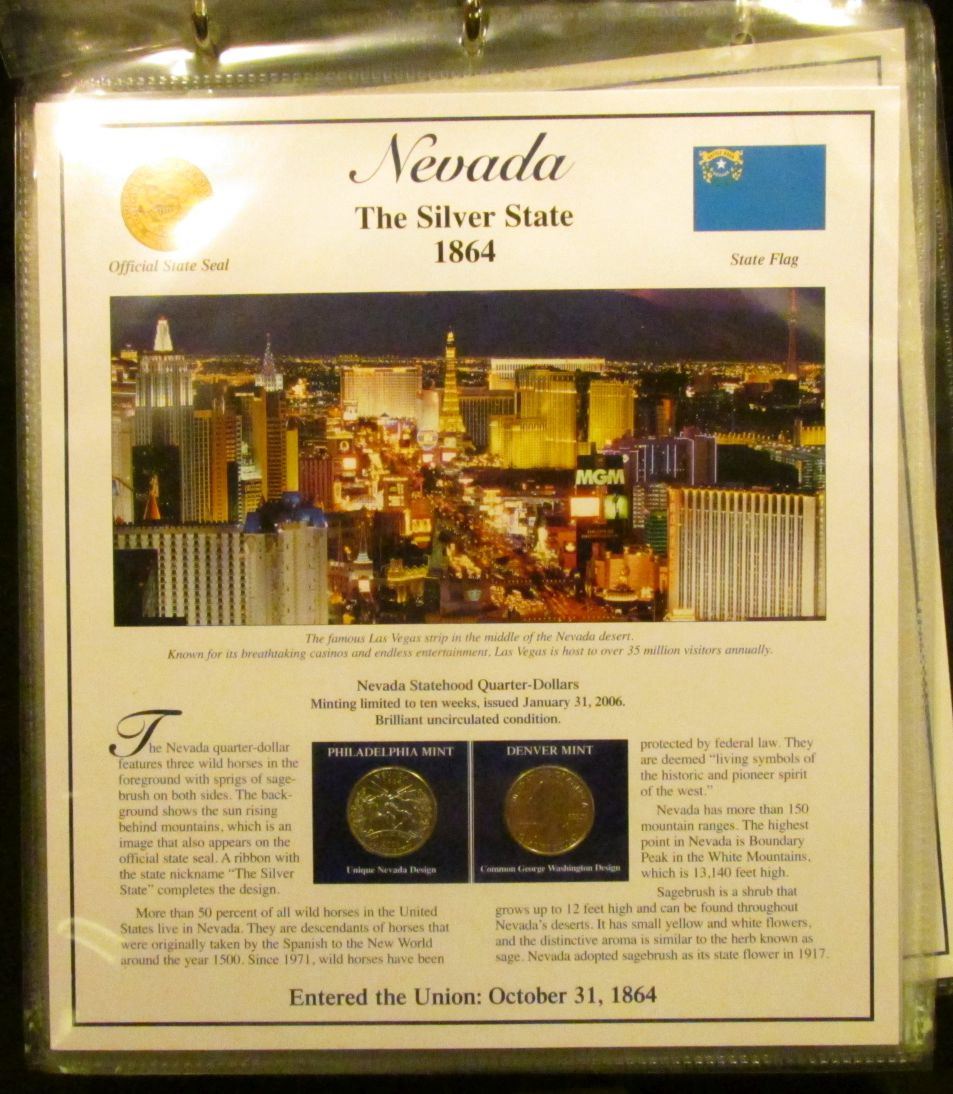 Nevada
The Silver State
1864
Official State Seal
State Flag
MGM
The famous Las Vegas strip in the middle of the Nevada desert.
Known for its breathtaking casinos and endless entertainment, Las Vegas is host to over 35 million visitors annually.
Nevada Statehood Quarter-Dollars
Minting limited to ten weeks, issued January 31, 2006.
Brilliant uncirculated condition.
The Nevada quarter-dollar
features three wild horses in the
foreground with sprigs of sage-
brush on both sides. The back-
ground shows the sun rising
behind mountains, which is an
image that also appears on the
official state seal. A ribbon with
the state nickname “The Silver
State” completes the design.
More than 50 percent of all wild horses in the United
States live in Nevada. They are descendants of horses that
were originally taken by the Spanish to the New World
around the year 1500. Since 1971, wild horses have been
PHILADELPHIA MINT
Unique Nevada Design
DENVER MINT
Common George Washington Design
protected by federal law. They
are deemed “living symbols of
the historic and pioneer spirit
of the west.”
Nevada has more than 150
mountain ranges. The highest
point in Nevada is Boundary
Peak in the White Mountains,
which is 13,140 feet high.
Sagebrush is a shrub that
grows up to 12 feet high and can be found throughout
Nevada's deserts. It has small yellow and white flowers,
and the distinctive aroma is similar to the herb known as
sage. Nevada adopted sagebrush as its state flower in 1917.
Entered the Union: October 31, 1864